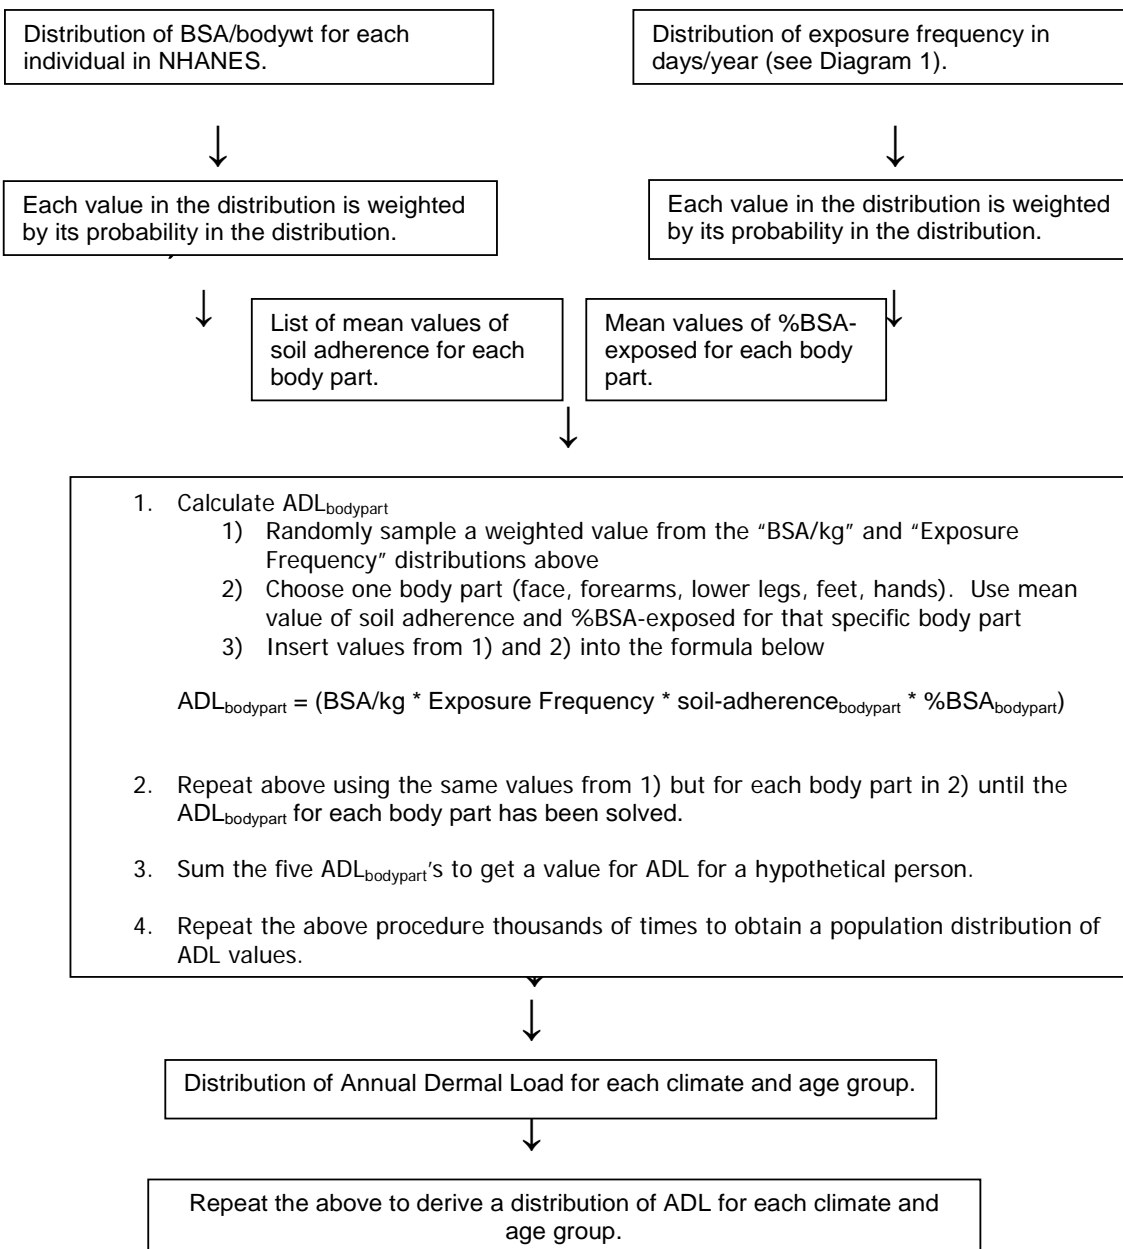 Distribution of BSA/bodywt for each
individual in NHANES.
Distribution of exposure frequency in
days/year (see Diagram 1).
Each value in the distribution is weighted
by its probability in the distribution.
Each value in the distribution is weighted
by its probability in the distribution.
List of mean values of
soil adherence for each
body part.
Mean values of %BSA-
exposed for each body
part.
1. Calculate ADLbodypart
1) Randomly sample a weighted value from the "BSA/kg" and "Exposure
Frequency" distributions above
2) Choose one body part (face, forearms, lower legs, feet, hands). Use mean
value of soil adherence and %BSA-exposed for that specific body part
3) Insert values from 1) and 2) into the formula below
ADLbodypart = (BSA/kg * Exposure Frequency * soil-adherencebodypart * %BSAbodypart)
2. Repeat above using the same values from 1) but for each body part in 2) until the
ADLbodypart for each body part has been solved.
3. Sum the five ADLbodypart's to get a value for ADL for a hypothetical person.
4. Repeat the above procedure thousands of times to obtain a population distribution of
ADL values.
Distribution of Annual Dermal Load for each climate and age group.
Repeat the above to derive a distribution of ADL for each climate and
age group.